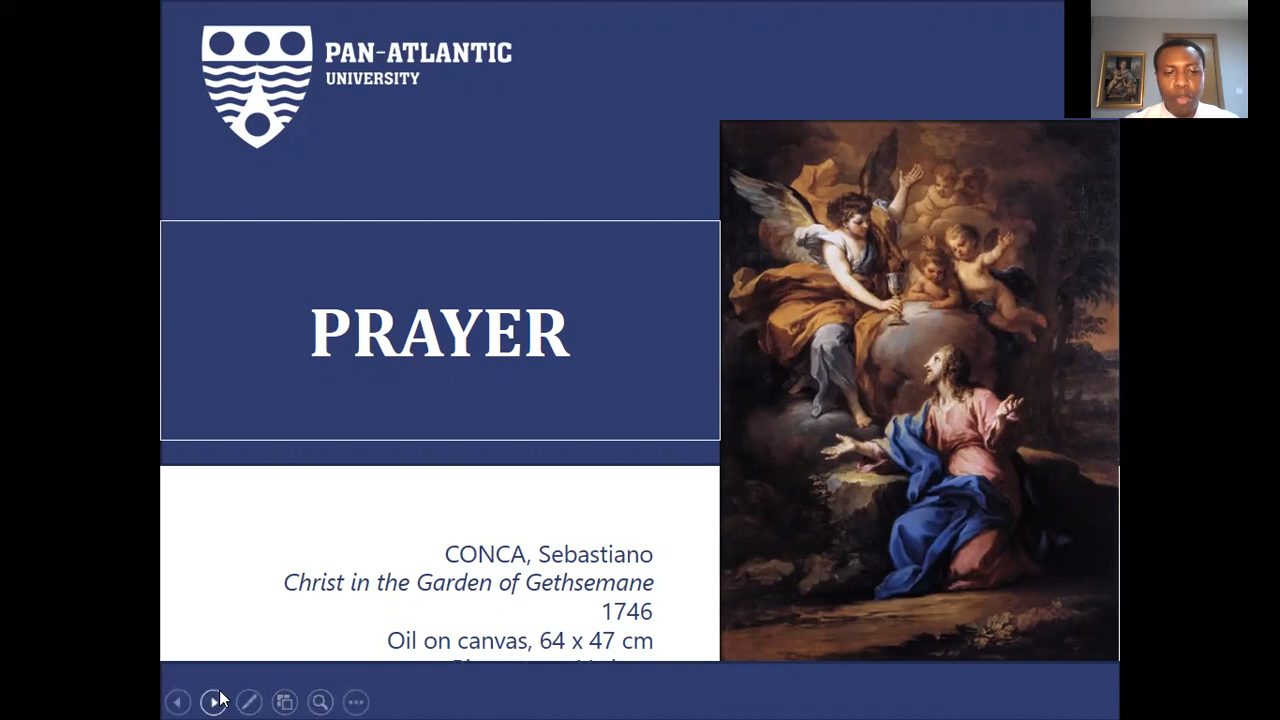 PAN-ATLANTIC
UNIVERSITY
PRAYER
CONCA, Sebastiano
Christ in the Garden of Gethsemane
1746
Oil on canvas, 64 x 47 cm